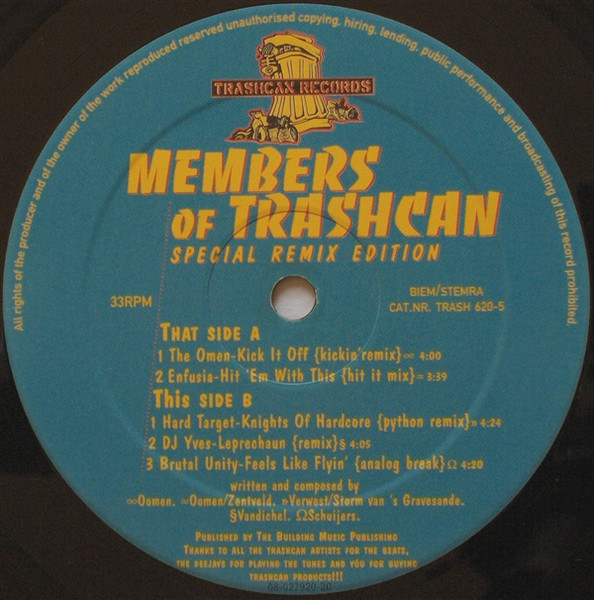 All rights of the producer and of the owner of the work reproduced reserved unauthorised copying, hiring, lending, public performance and broadcasting of this record prohibited.
TRASHCAN RECORDS
MEMBERS
OF TRASHCAN
SPECIAL REMIX EDITION
33RPM
BIEM/STEMRA
CAT.NR. TRASH 620-5
THAT SIDE A
1 The Omen-Kick It Off {kickin'remix}∞ 4:00
2 Enfusia-Hit 'Em With This {hit it mix}≈ 3:39
This SIDE B
1 Hard Target-Knights Of Hardcore {python remix}» 4:24
2 DJ Yves-Leprechaun {remix}§ 4:05
3 Brutal Unity-Feels Like Flyin' {analog break}Ω 4:20
written and composed by
∞Oomen. ≈Oomen/Zentveld. »Verwest/Storm van 's Gravesande.
§Vandichel. ΩSchuijers.
PUBLISHED BY THE BUILDING MUSIC PUBLISHING
THANKS TO ALL THE TRASHCAN ARTISTS FOR THE BEATS,
THE DEEJAYS FOR PLAYING THE TUNES AND YOU FOR BUYING
TRASHCAN PRODUCTS!!!
08-027920-20